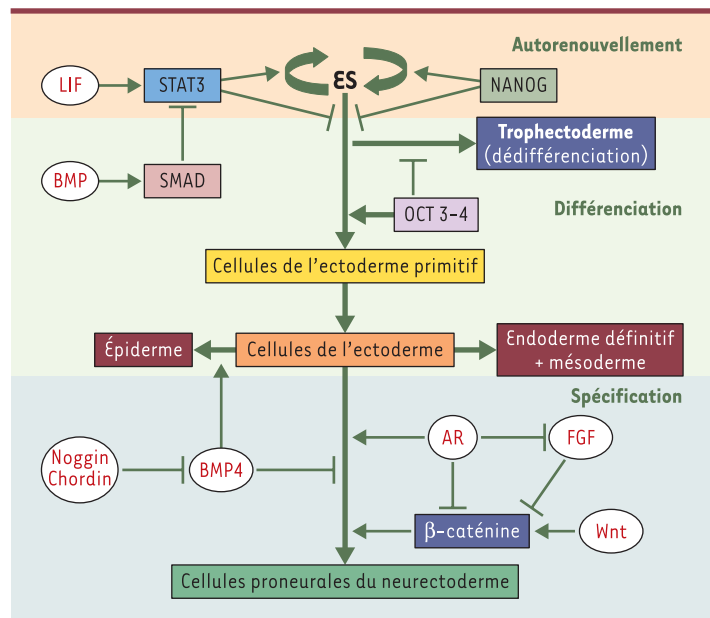 Autorenouvellement
LIF
STAT3
ES
NANOG
Trophectoderme
(dédifférenciation)
BMP
SMAD
OCT 3-4
Différenciation
Cellules de l'ectoderme primitif
Épiderme
Cellules de l'ectoderme
Endoderme définitif
+ mésoderme
Spécification
Noggin
Chordin
BMP4
AR
FGF
β-caténine
Wnt
Cellules proneurales du neurectoderme